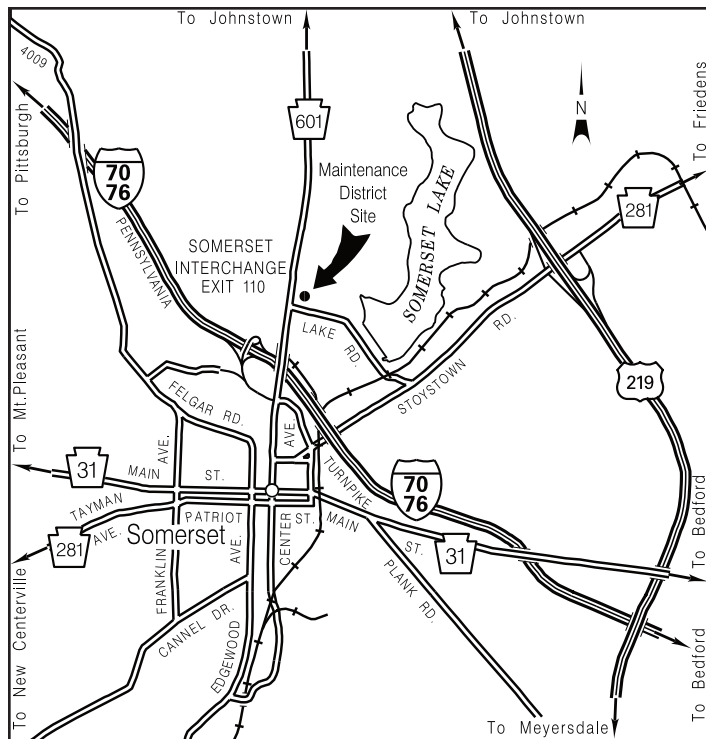 To Johnstown
To Johnstown
4009
To Pittsburgh
70
76
601
N
To Friedens
Maintenance
District
Site
281
PENNSYLVANIA
SOMERSET
INTERCHANGE
EXIT 110
SOMERSET LAKE
LAKE RD.
STOYSTOWN RD.
219
To Mt.Pleasant
FELGAR RD.
AVE.
AVE.
31
MAIN ST.
TURNPIKE
70
76
TAYMAN AVE.
PATRIOT
ST.
MAIN ST.
281
Somerset
AVE.
CENTER
31
To Bedford
FRANKLIN
PLANK RD.
CANNEL DR.
EDGEWOOD
To New Centerville
To Bedford
To Meyersdale